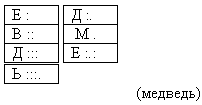 Е :
Д :.
В ::
М .
Д :::
Е :.:
Ь :::.
(медведь)